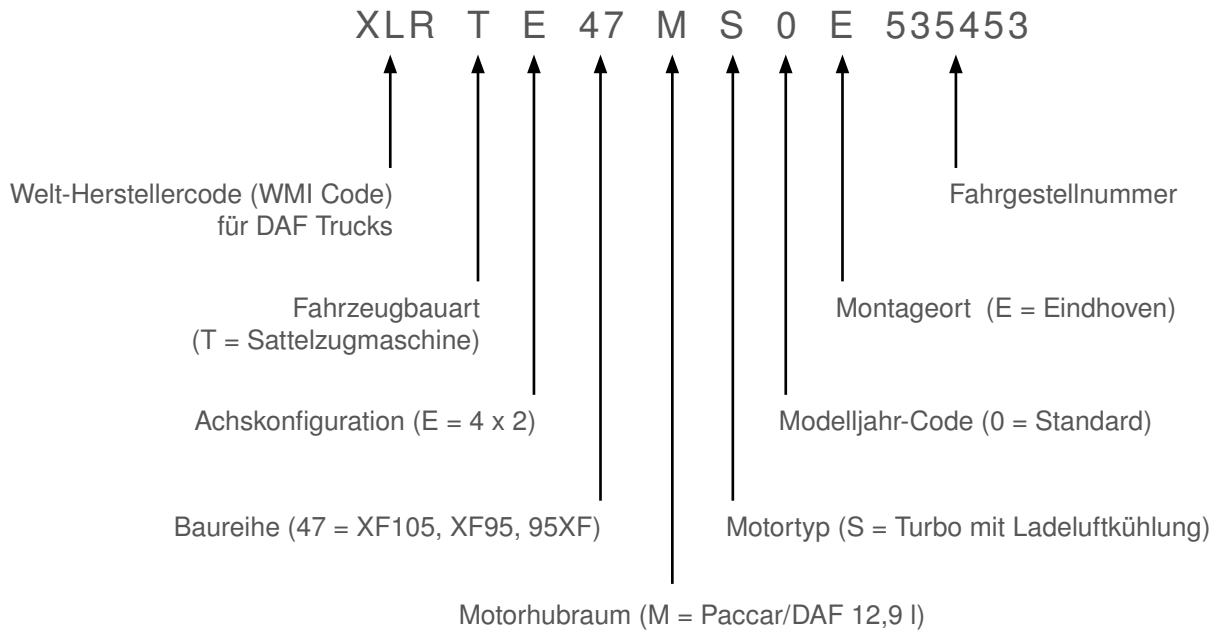 XLR T E 47 M S 0 E 535453
Welt-Herstellercode (WMI Code)
für DAF Trucks
Fahrgestellnummer
Fahrzeugbauart
(T = Sattelzugmaschine)
Montageort (E = Eindhoven)
Achskonfiguration (E = 4 x 2)
Modelljahr-Code (0 = Standard)
Baureihe (47 = XF105, XF95, 95XF)
Motortyp (S = Turbo mit Ladeluftkühlung)
Motorhubraum (M = Paccar/DAF 12,9 l)